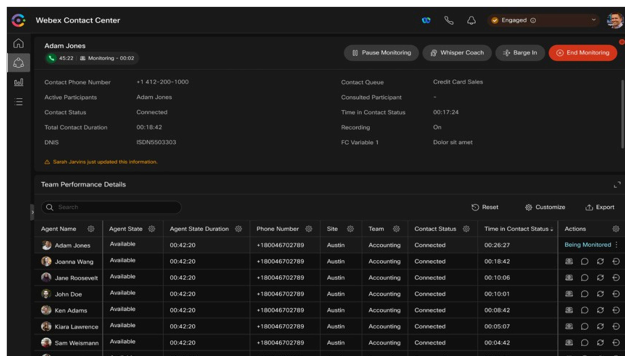 Webex Contact Center
Engaged
Adam Jones
45:22 Monitoring - 00:02
Pause Monitoring
Whisper Coach
Barge In
End Monitoring
Contact Phone Number +1 412-200-1000 Contact Queue Credit Card Sales
Active Participants Adam Jones Consulted Participant -
Contact Status Connected Time in Contact Status 00:17:24
Total Contact Duration 00:18:42 Recording On
DNIS ISDN5503303 FC Variable 1 Dolor sit amet
Sarah Jarvins just updated this information.
Team Performance Details
Search Reset Customize Export
Agent Name Agent State Agent State Duration Phone Number Site Team Contact Status Time in Contact Status Actions
Adam Jones Available 00:42:20 +180046702789 Austin Accounting Connected 00:26:27 Being Monitored
Joanna Wang Available 00:42:20 +180046702789 Austin Accounting Connected 00:18:42
Jane Roosevelt Available 00:42:20 +180046702789 Austin Accounting Connected 00:10:06
John Doe Available 00:42:20 +180046702789 Austin Accounting Connected 00:10:01
Ken Adams Available 00:42:20 +180046702789 Austin Accounting Connected 00:08:42
Kiara Lawrence Available 00:42:20 +180046702789 Austin Accounting Connected 00:05:07
Sam Weismann Available 00:42:20 +180046702789 Austin Accounting Connected 00:04:42